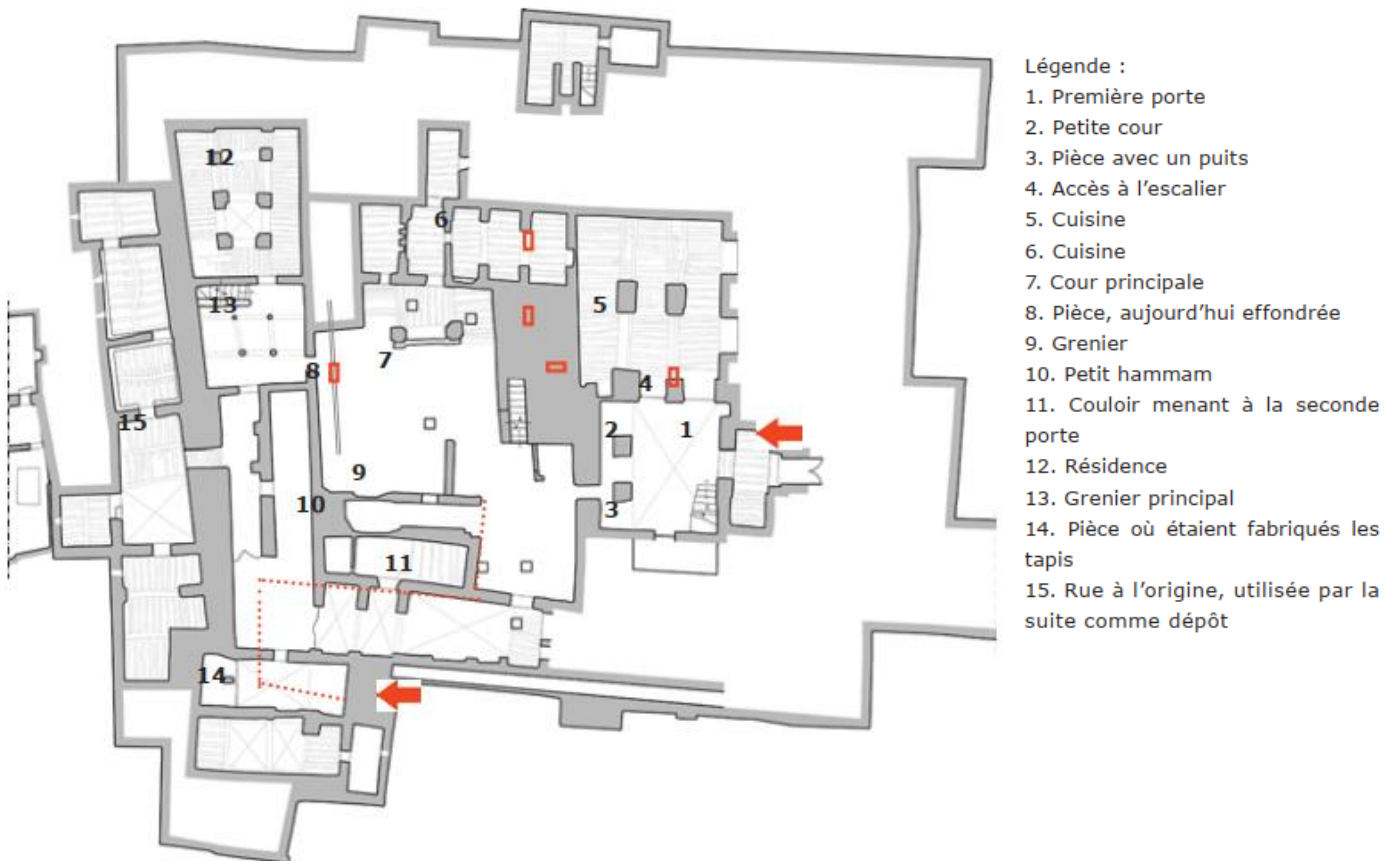 12
6
13
5
7
8
4
15
2
1
9
10
3
11
14
Légende :
1. Première porte
2. Petite cour
3. Pièce avec un puits
4. Accès à l’escalier
5. Cuisine
6. Cuisine
7. Cour principale
8. Pièce, aujourd’hui effondrée
9. Grenier
10. Petit hammam
11. Couloir menant à la seconde
porte
12. Résidence
13. Grenier principal
14. Pièce où étaient fabriqués les
tapis
15. Rue à l’origine, utilisée par la
suite comme dépôt